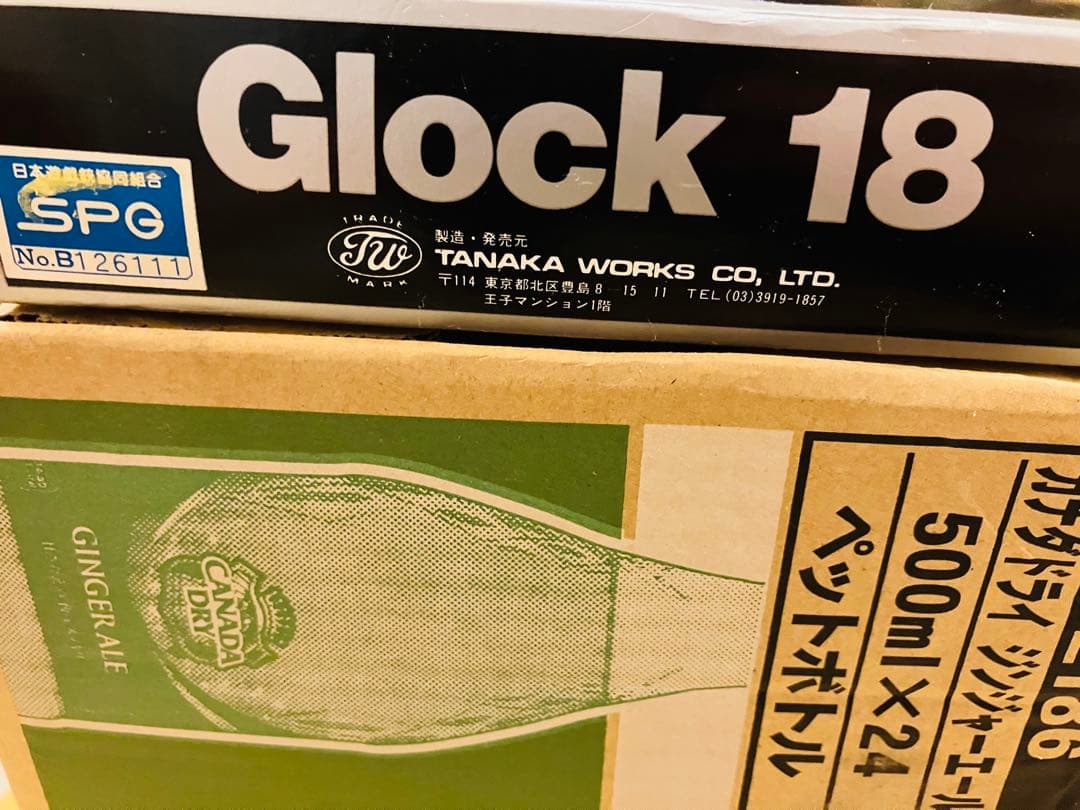 Glock 18
日本遊戯銃協同組合
SPG
No.B126111
TRADE
TW
MARK
製造・発売元
TANAKA WORKS CO, LTD.
〒114 東京都北区豊島8-15 11 TEL (03)3919-1857
王子マンション1階
GINGER ALE
CANADA
DRY
カナダドライ ジンジャーエール
500ml×24
ペットボトル